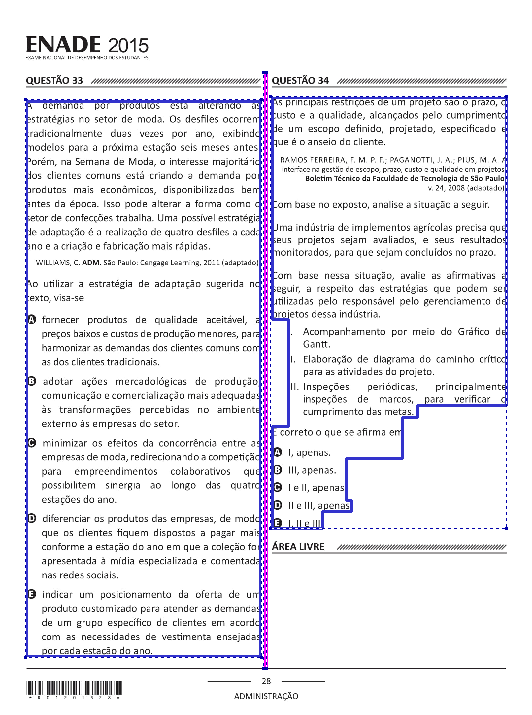 ENADE 2015
EXAME NACIONAL DE DESEMPENHO DOS ESTUDANTES
QUESTÃO 33
A demanda por produtos está alterando as
estratégias no setor de moda. Os desfiles ocorrem
tradicionalmente duas vezes por ano, exibindo
modelos para a próxima estação seis meses antes.
Porém, na Semana de Moda, o interesse majoritário
dos clientes comuns está criando a demanda por
produtos mais econômicos, disponibilizados bem
antes da época. Isso pode alterar a forma como o
setor de confecções trabalha. Uma possível estratégia
de adaptação é a realização de quatro desfiles a cada
ano e a criação e fabricação mais rápidas.
WILLIAMS, C. ADM. São Paulo: Cengage Learning, 2011 (adaptado).
Ao utilizar a estratégia de adaptação sugerida no
texto, visa-se
A fornecer produtos de qualidade aceitável, a
preços baixos e custos de produção menores, para
harmonizar as demandas dos clientes comuns com
as dos clientes tradicionais.
B adotar ações mercadológicas de produção,
comunicação e comercialização mais adequadas
às transformações percebidas no ambiente
externo às empresas do setor.
C minimizar os efeitos da concorrência entre as
empresas de moda, redirecionando a competição
para empreendimentos colaborativos que
possibilitem sinergia ao longo das quatro
estações do ano.
D diferenciar os produtos das empresas, de modo
que os clientes fiquem dispostos a pagar mais
conforme a estação do ano em que a coleção for
apresentada à mídia especializada e comentada
nas redes sociais.
E indicar um posicionamento da oferta de um
produto customizado para atender as demandas
de um grupo específico de clientes em acordo
com as necessidades de vestimenta ensejadas
por cada estação do ano.
QUESTÃO 34
As principais restrições de um projeto são o prazo, o
custo e a qualidade, alcançados pelo cumprimento
de um escopo definido, projetado, especificado e
que é o anseio do cliente.
RAMOS FERREIRA, F. M. P. F.; PAGANOTTI, J. A.; PIUS, M. A. A
interface na gestão de escopo, prazo, custo e qualidade em projetos.
Boletim Técnico da Faculdade de Tecnologia de São Paulo,
v. 24, 2008 (adaptado).
Com base no exposto, analise a situação a seguir.
Uma indústria de implementos agrícolas precisa que
seus projetos sejam avaliados, e seus resultados
monitorados, para que sejam concluídos no prazo.
Com base nessa situação, avalie as afirmativas a
seguir, a respeito das estratégias que podem ser
utilizadas pelo responsável pelo gerenciamento de
projetos dessa indústria.
I. Acompanhamento por meio do Gráfico de
Gantt.
II. Elaboração de diagrama do caminho crítico
para as atividades do projeto.
III. Inspeções periódicas, principalmente
inspeções de marcos, para verificar o
cumprimento das metas.
É correto o que se afirma em
A I, apenas.
B III, apenas.
C I e II, apenas.
D II e III, apenas.
E I, II e III.
ÁREA LIVRE
28
ADMINISTRAÇÃO